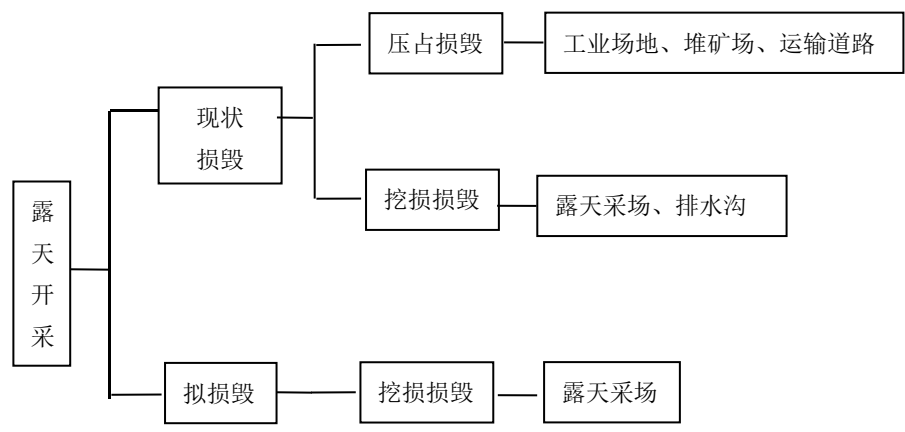 露
天
开
采
现状
损毁
压占损毁
工业场地、堆矿场、运输道路
挖损损毁
露天采场、排水沟
拟损毁
挖损损毁
露天采场